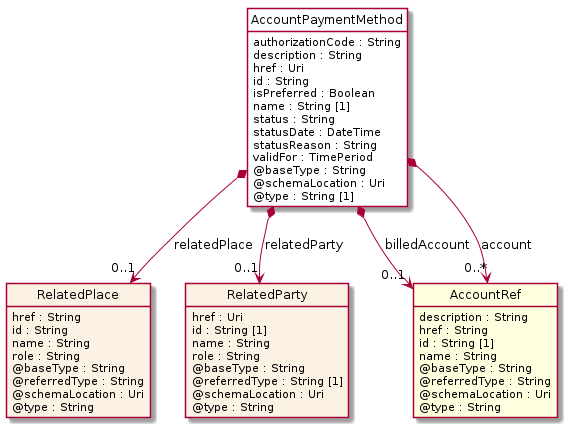 AccountPaymentMethod
authorizationCode : String
description : String
href : Uri
id : String
isPreferred : Boolean
name : String [1]
status : String
statusDate : DateTime
statusReason : String
validFor : TimePeriod
@baseType : String
@schemaLocation : Uri
@type : String [1]
relatedPlace
relatedParty
billedAccount
account
0..1
0..1
0..1
0..*
RelatedPlace
href : String
id : String
name : String
role : String
@baseType : String
@referredType : String
@schemaLocation : Uri
@type : String
RelatedParty
href : Uri
id : String [1]
name : String
role : String
@baseType : String
@referredType : String [1]
@schemaLocation : Uri
@type : String
AccountRef
description : String
href : String
id : String [1]
name : String
@baseType : String
@referredType : String
@schemaLocation : Uri
@type : String